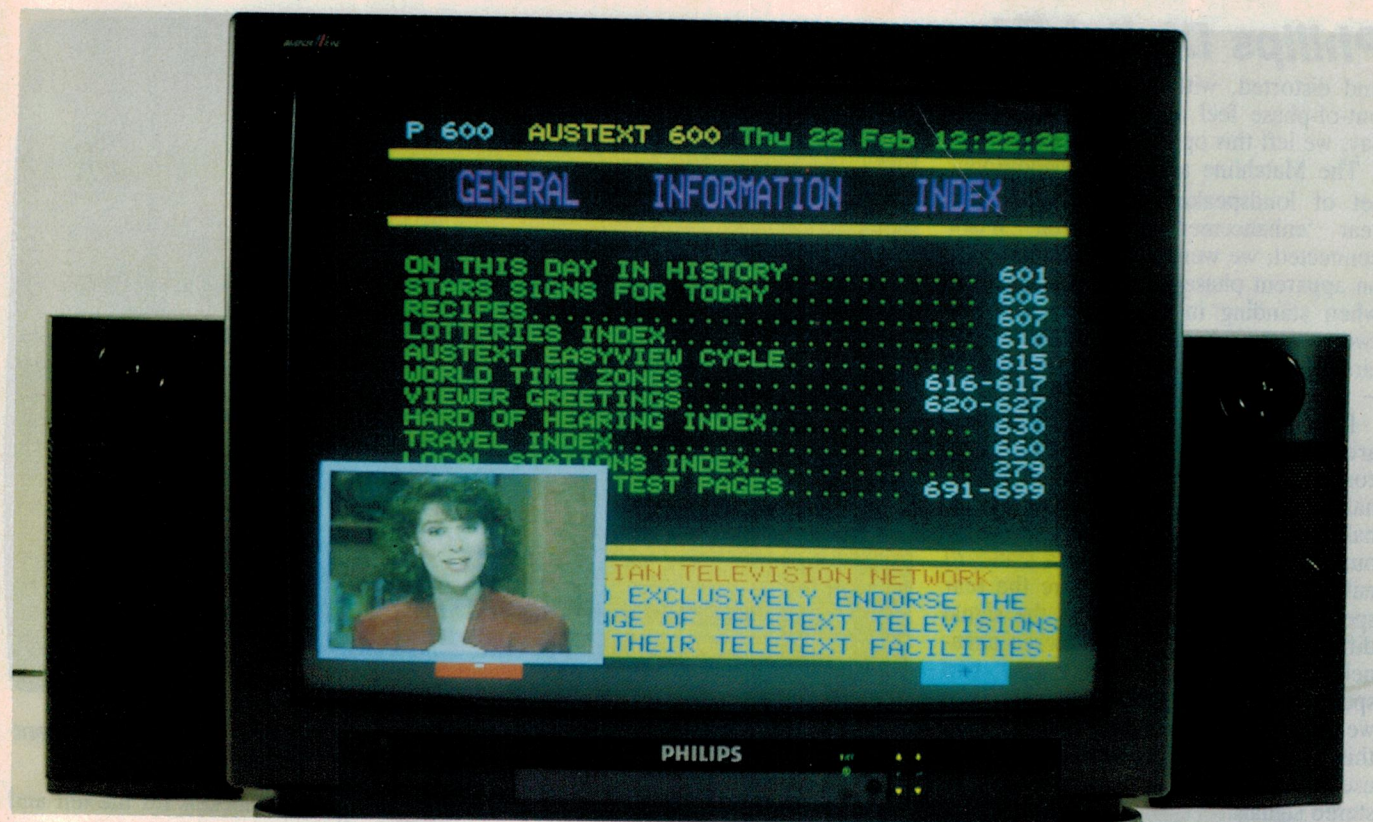 P 600 AUSTEXT 600 Thu 22 Feb 12:22:28
GENERAL INFORMATION INDEX
ON THIS DAY IN HISTORY.............. 601
STARS SIGNS FOR TODAY............... 606
RECIPES............................. 607
LOTTERIES INDEX..................... 610
AUSTEXT EASYVIEW CYCLE.............. 615
WORLD TIME ZONES................ 616-617
VIEWER GREETINGS................ 620-627
HARD OF HEARING INDEX............... 630
TRAVEL INDEX........................ 660
LOCAL STATIONS INDEX................ 279
TEST PAGES........ 691-699
LIAN TELEVISION NETWORK
EXCLUSIVELY ENDORSE THE
NGE OF TELETEXT TELEVISIONS
THEIR TELETEXT FACILITIES
- +
PHILIPS